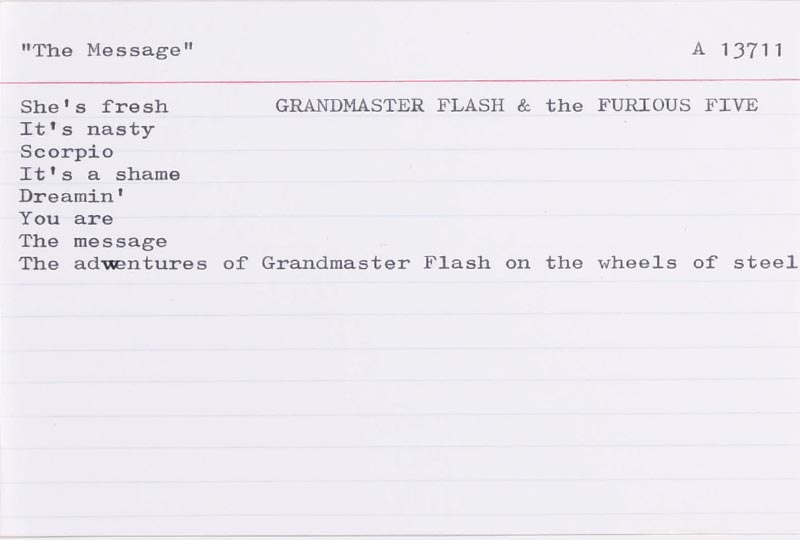 "The Message" A 13711
She's fresh GRANDMASTER FLASH & the FURIOUS FIVE
It's nasty
Scorpio
It's a shame
Dreamin'
You are
The message
The adventures of Grandmaster Flash on the wheels of steel